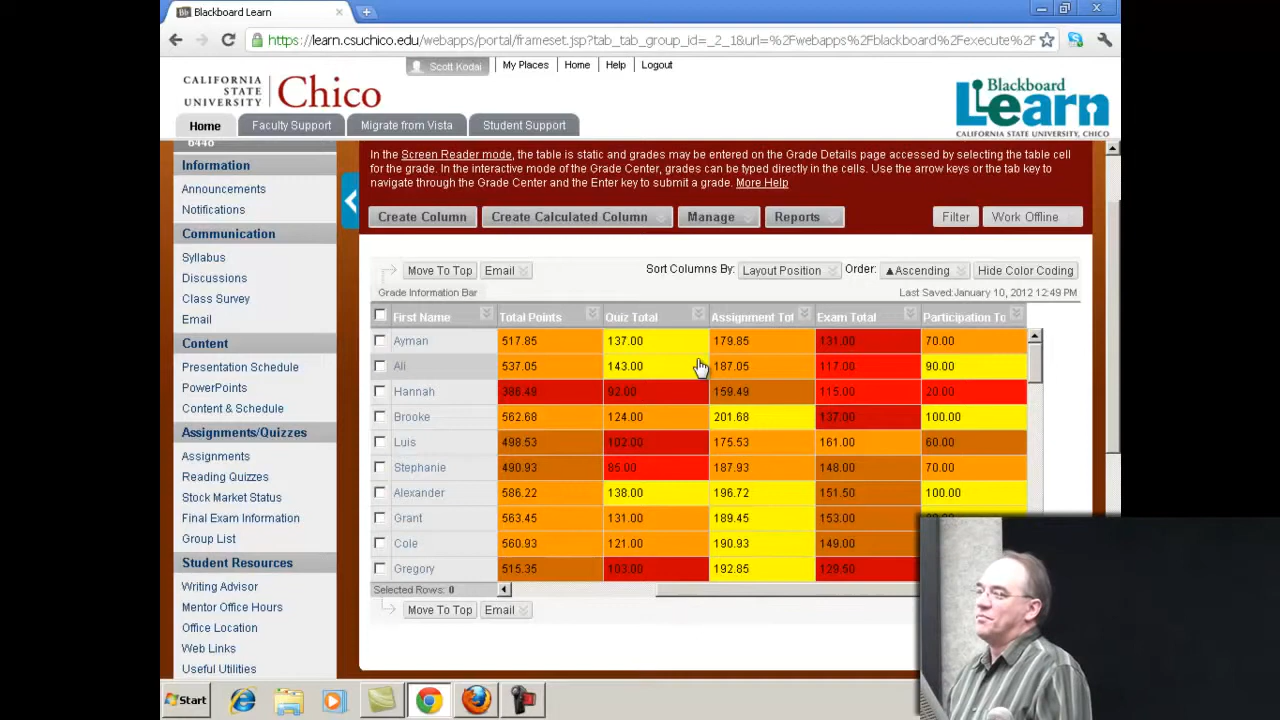 Blackboard Learn
https://learn.csuchico.edu/webapps/portal/frameset.jsp?tab_tab_group_id=_2_1&url=%2Fwebapps%2Fblackboard%2Fexecute%2F
Scott Kodai My Places Home Help Logout
CALIFORNIA
STATE
UNIVERSITY
Chico
Blackboard
Learn
CALIFORNIA STATE UNIVERSITY, CHICO
Home Faculty Support Migrate from Vista Student Support
In the Screen Reader mode, the table is static and grades may be entered on the Grade Details page accessed by selecting the table cell
for the grade. In the interactive mode of the Grade Center, grades can be typed directly in the cells. Use the arrow keys or the tab key to
navigate through the Grade Center and the Enter key to submit a grade. More Help
Information
Announcements
Notifications
Communication
Syllabus
Discussions
Class Survey
Email
Content
Presentation Schedule
PowerPoints
Content & Schedule
Assignments/Quizzes
Assignments
Reading Quizzes
Stock Market Status
Final Exam Information
Group List
Student Resources
Writing Advisor
Mentor Office Hours
Office Location
Web Links
Useful Utilities
Create Column Create Calculated Column Manage Reports Filter Work Offline
Move To Top Email Sort Columns By: Layout Position Order: ▲Ascending Hide Color Coding
Grade Information Bar Last Saved:January 10, 2012 12:49 PM
First Name Total Points Quiz Total Assignment Tot Exam Total Participation To
Ayman 517.85 137.00 179.85 131.00 70.00
Ali 537.05 143.00 187.05 117.00 90.00
Hannah 386.49 92.00 159.49 115.00 20.00
Brooke 562.68 124.00 201.68 137.00 100.00
Luis 498.53 102.00 175.53 161.00 60.00
Stephanie 490.93 85.00 187.93 148.00 70.00
Alexander 586.22 138.00 196.72 151.50 100.00
Grant 563.45 131.00 189.45 153.00
Cole 560.93 121.00 190.93 149.00
Gregory 515.35 103.00 192.85 129.50
Selected Rows: 0
Move To Top Email
Start